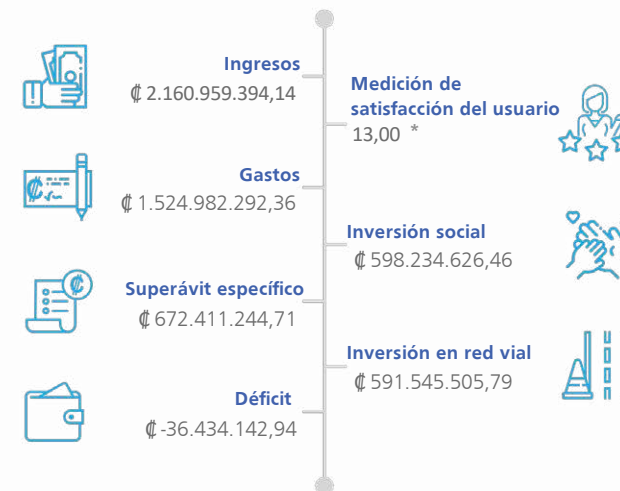 Ingresos
₡ 2.160.959.394,14
Medición de
satisfacción del usuario
13,00 *
Gastos
₡ 1.524.982.292,36
Inversión social
₡ 598.234.626,46
Superávit específico
₡ 672.411.244,71
Inversión en red vial
₡ 591.545.505,79
Déficit
₡ -36.434.142,94